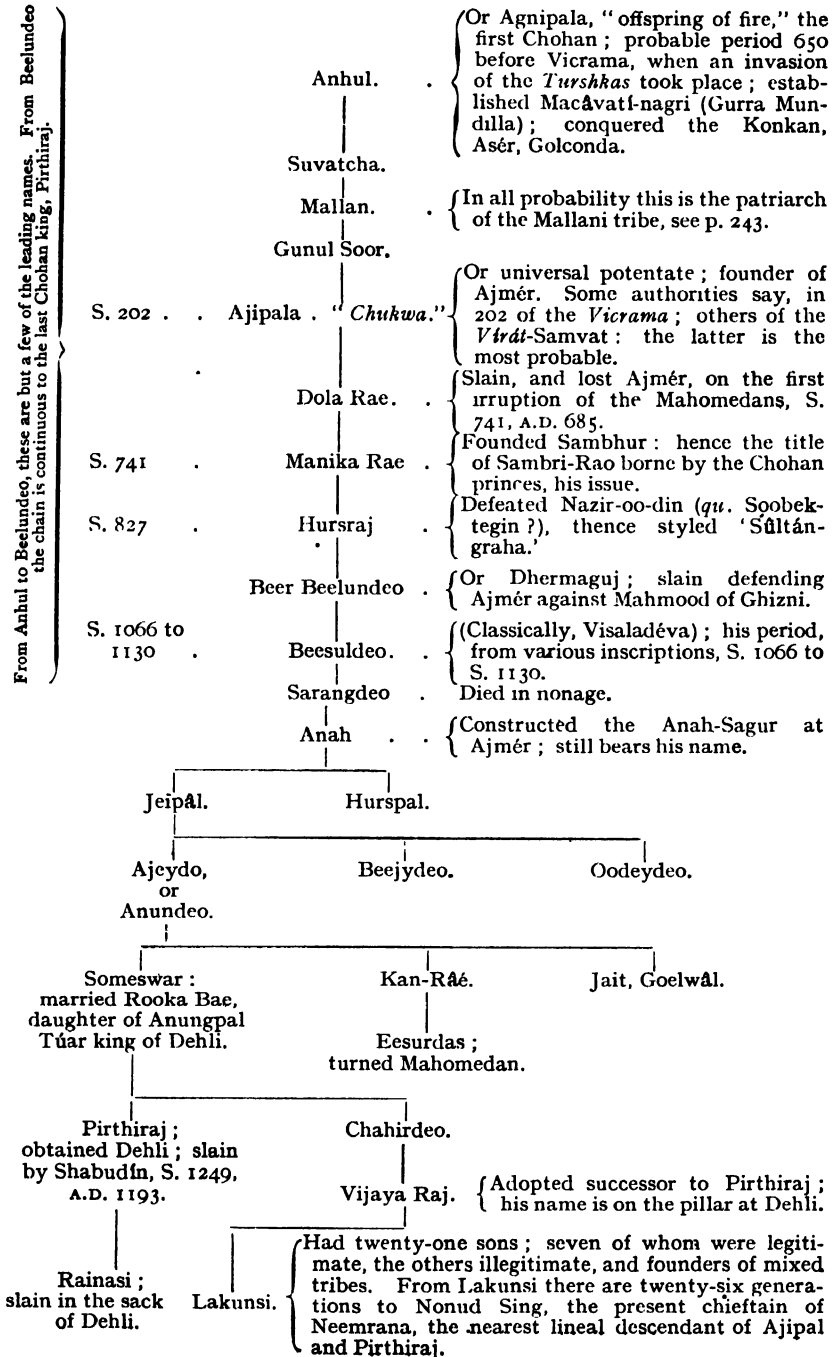 From Anhul to Beelundeo, these are but a few of the leading names. From Beelundeo
the chain is continuous to the last Chohan king, Pirthiraj.
Anhul. .
Or Agnipala, "offspring of fire," the
first Chohan ; probable period 650
before Vicrama, when an invasion
of the Turshkas took place ; estab-
lished Macâvatí-nagri (Gurra Mun-
dilla) ; conquered the Konkan,
Asér, Golconda.
Suvatcha.
Mallan. .
In all probability this is the patriarch
of the Mallani tribe, see p. 243.
Gunul Soor.
S. 202 . . Ajipala . "Chukwa."
Or universal potentate ; founder of
Ajmér. Some authorities say, in
202 of the Vicrama ; others of the
Virát-Samvat : the latter is the
most probable.
Dola Rae. .
Slain, and lost Ajmér, on the first
irruption of the Mahomedans, S.
741, A.D. 685.
S. 741 . Manika Rae .
Founded Sambhur : hence the title
of Sambri-Rao borne by the Chohan
princes, his issue.
S. 827 . Hursraj .
Defeated Nazir-oo-din (qu. Soobek-
tegin ?), thence styled 'Sûltán-
graha.'
Beer Beelundeo .
Or Dhermaguj ; slain defending
Ajmér against Mahmood of Ghizni.
S. 1066 to
1130 . Beesuldeo. .
(Classically, Visaladéva) ; his period,
from various inscriptions, S. 1066 to
S. 1130.
Sarangdeo . Died in nonage.
Anah . .
Constructed the Anah-Sagur at
Ajmér ; still bears his name.
Jeipâl. Hurspal.
Ajeydo, Beejydeo. Oodeydeo.
or
Anundeo.
Someswar : Kan-Râé. Jait, Goelwâl.
married Rooka Bae,
daughter of Anungpal
Túar king of Dehli.
Eesurdas ;
turned Mahomedan.
Pirthiraj ; Chahirdeo.
obtained Dehli ; slain
by Shabudín, S. 1249,
A.D. 1193.
Vijaya Raj.
Adopted successor to Pirthiraj ;
his name is on the pillar at Dehli.
Rainasi ;
slain in the sack
of Dehli.
Lakunsi.
Had twenty-one sons ; seven of whom were legiti-
mate, the others illegitimate, and founders of mixed
tribes. From Lakunsi there are twenty-six genera-
tions to Nonud Sing, the present chieftain of
Neemrana, the nearest lineal descendant of Ajipal
and Pirthiraj.